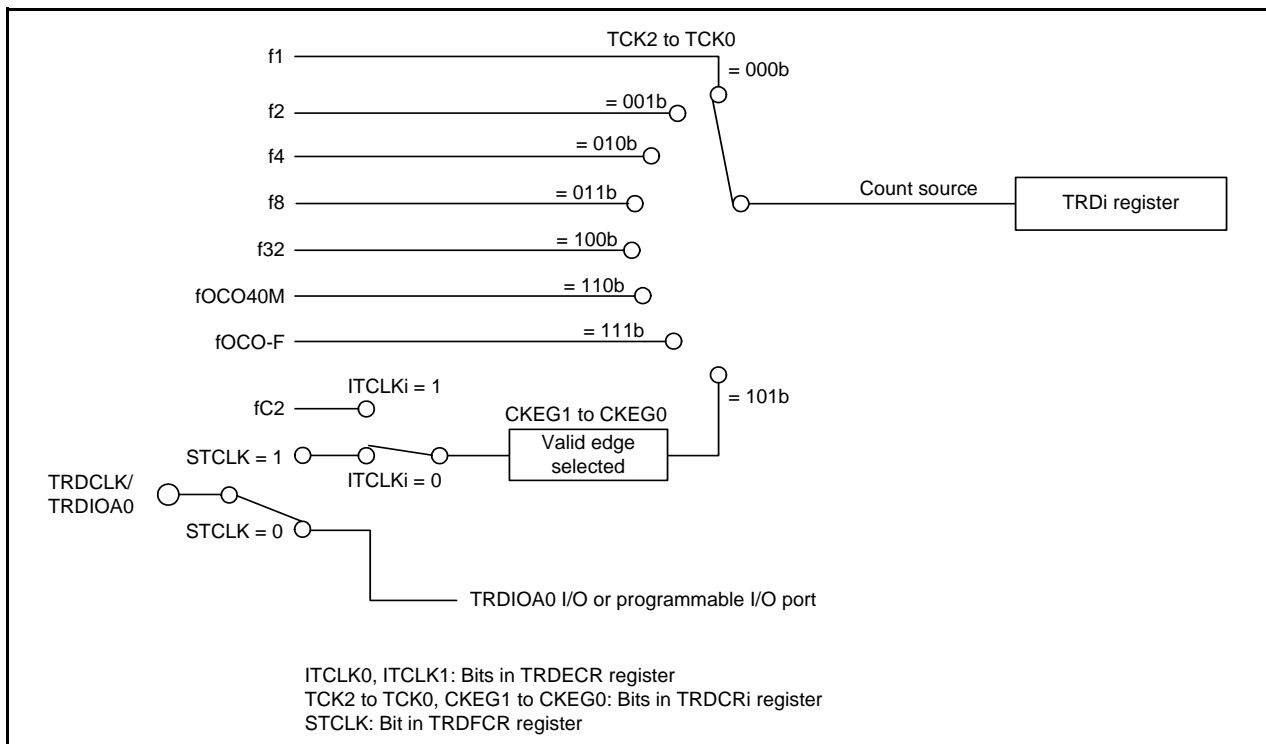 TCK2 to TCK0
f1
= 000b
f2
= 001b
f4
= 010b
f8
= 011b
Count source
TRDi register
f32
= 100b
fOCO40M
= 110b
fOCO-F
= 111b
ITCLKi = 1
fC2
= 101b
CKEG1 to CKEG0
Valid edge
selected
STCLK = 1
ITCLKi = 0
TRDCLK/
TRDIOA0
STCLK = 0
TRDIOA0 I/O or programmable I/O port
ITCLK0, ITCLK1: Bits in TRDECR register
TCK2 to TCK0, CKEG1 to CKEG0: Bits in TRDCRi register
STCLK: Bit in TRDFCR register